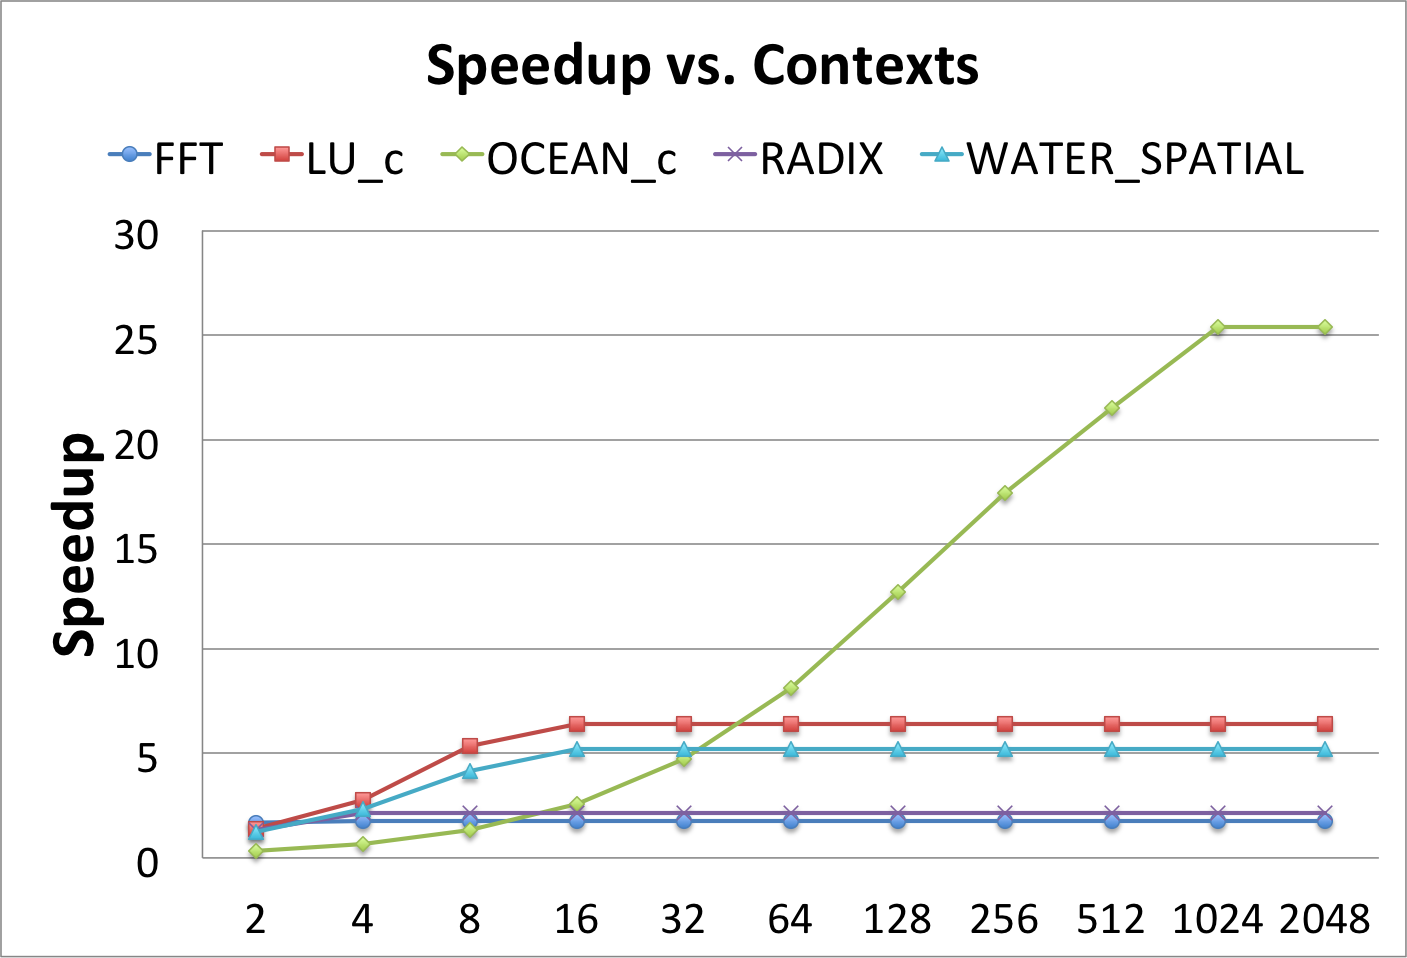 Speedup vs. Contexts
FFT LU_c OCEAN_c RADIX WATER_SPATIAL
30
25
20
15
10
5
0
Speedup
2 4 8 16 32 64 128 256 512 1024 2048